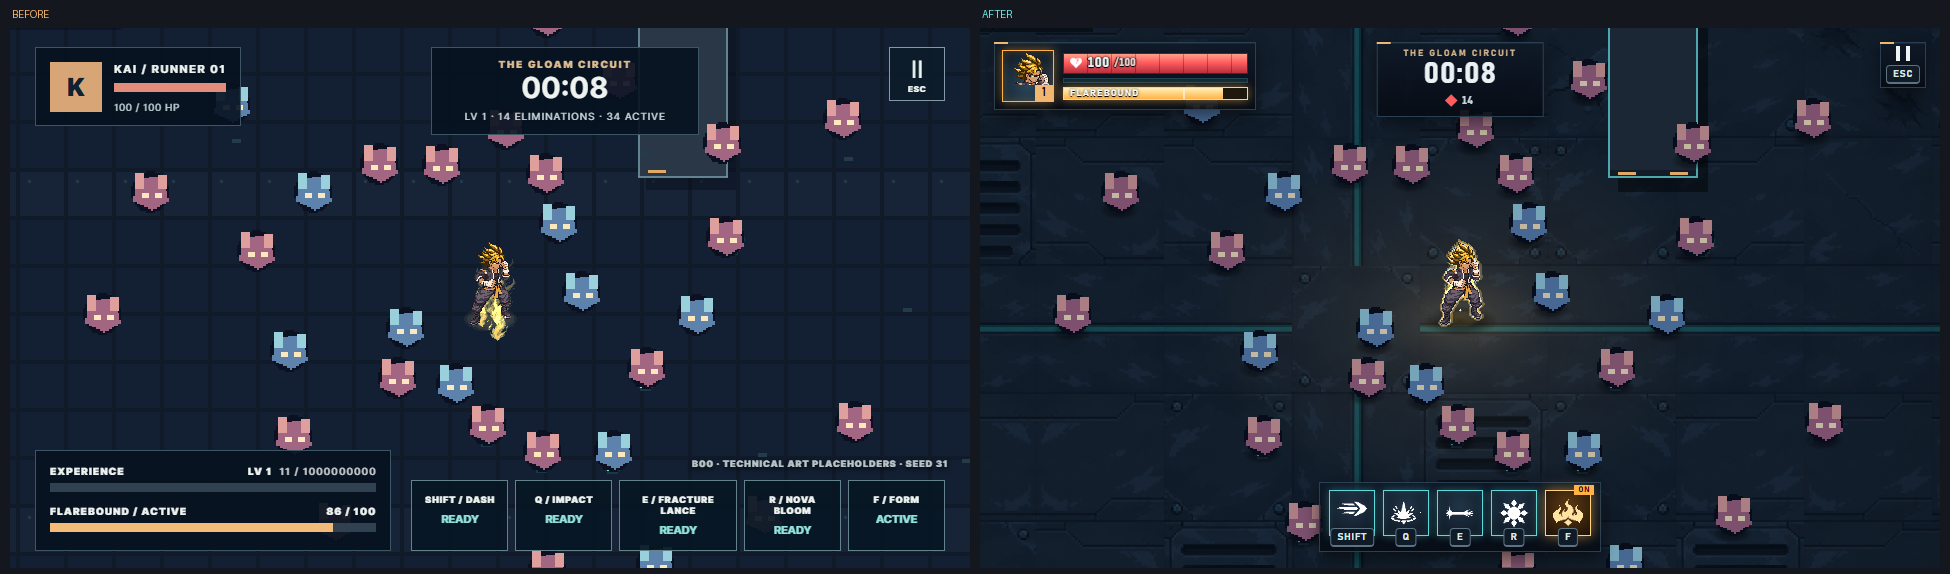 BEFORE
K
KAI / RUNNER 01
100 / 100 HP
THE GLOAM CIRCUIT
00:08
LV 1 · 14 ELIMINATIONS · 34 ACTIVE
ESC
EXPERIENCE LV 1 11 / 1000000000
FLAREBOUND / ACTIVE 86 / 100
B00 · TECHNICAL ART PLACEHOLDERS · SEED 31
SHIFT / DASH
READY
Q / IMPACT
READY
E / FRACTURE
LANCE
READY
R / NOVA
BLOOM
READY
F / FORM
ACTIVE
AFTER
1
100 /100
FLAREBOUND
THE GLOAM CIRCUIT
00:08
14
ESC
ON
SHIFT
Q
E
R
F